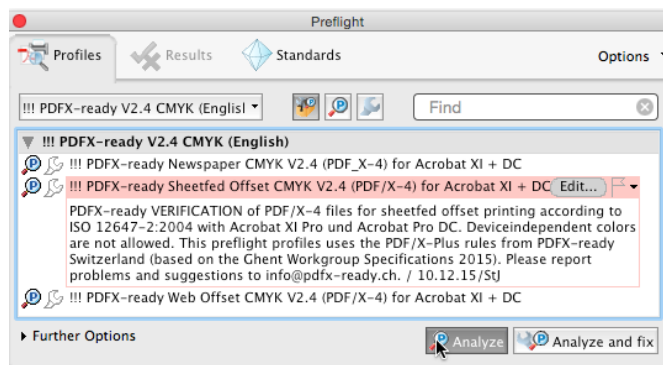 Preflight
Profiles
Results
Standards
Options
!!! PDFX-ready V2.4 CMYK (Englisl
Find
!!! PDFX-ready V2.4 CMYK (English)
!!! PDFX-ready Newspaper CMYK V2.4 (PDF_X-4) for Acrobat XI + DC
!!! PDFX-ready Sheetfed Offset CMYK V2.4 (PDF/X-4) for Acrobat XI + DC Edit...
PDFX-ready VERIFICATION of PDF/X-4 files for sheetfed offset printing according to
ISO 12647-2:2004 with Acrobat XI Pro und Acrobat Pro DC. Deviceindependent colors
are not allowed. This preflight profiles uses the PDF/X-Plus rules from PDFX-ready
Switzerland (based on the Ghent Workgroup Specifications 2015). Please report
problems and suggestions to info@pdfx-ready.ch. / 10.12.15/StJ
!!! PDFX-ready Web Offset CMYK V2.4 (PDF/X-4) for Acrobat XI + DC
Further Options
Analyze
Analyze and fix